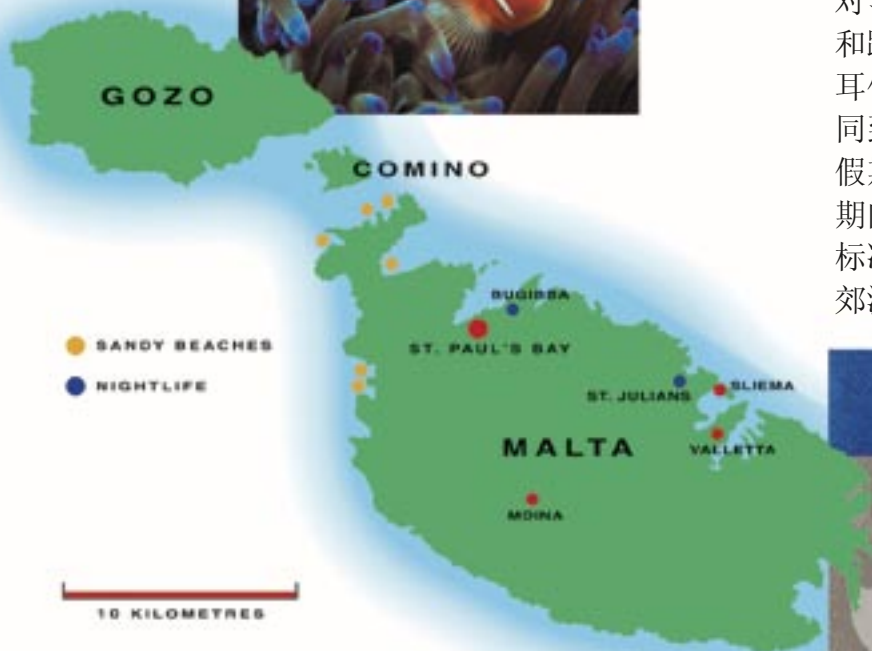 GOZO
COMINO
BUGIBBA
ST. PAUL'S BAY
SANDY BEACHES
NIGHTLIFE
ST. JULIANS
SLIEMA
MALTA
VALLETTA
MDINA
10 KILOMETRES
和
耳
同
假
期
标
郊